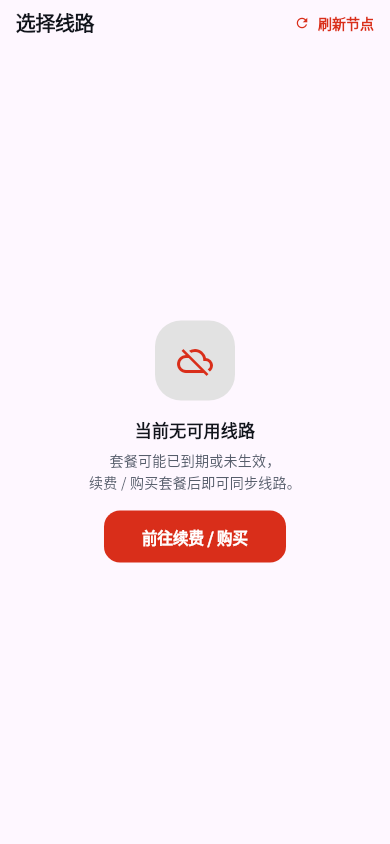 选择线路
刷新节点
当前无可用线路
套餐可能已到期或未生效，
续费 / 购买套餐后即可同步线路。
前往续费 / 购买